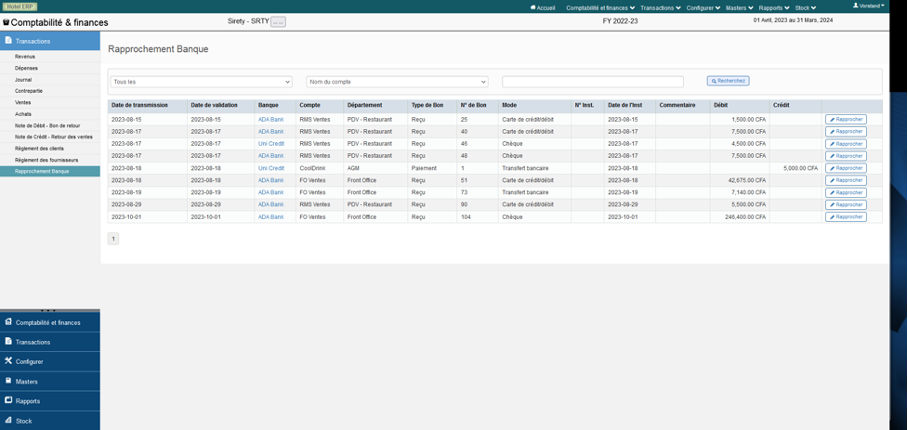 Hotel ERP
Accueil Comptabilité et finances Transactions Configurer Masters Rapports Stock Voreland
Comptabilité & finances Sirety - SRTY FY 2022-23 01 Avril, 2023 au 31 Mars, 2024
Transactions
Revenus
Dépenses
Journal
Contrepartie
Ventes
Achats
Note de Débit - Bon de retour
Note de Crédit - Retour des ventes
Règlement des clients
Règlement des fournisseurs
Rapprochement Banque
Rapprochement Banque
Tous les Nom du compte Recherchez
Date de transmission Date de validation Banque Compte Département Type de Bon N° de Bon Mode N° Inst. Date de l'Inst Commentaire Débit Crédit
2023-08-15 2023-08-15 ADA Bank RMS Ventes PDV - Restaurant Reçu 25 Carte de crédit/débit 2023-08-15 1,500.00 CFA Rapprocher
2023-08-17 2023-08-17 ADA Bank RMS Ventes PDV - Restaurant Reçu 40 Carte de crédit/débit 2023-08-17 7,500.00 CFA Rapprocher
2023-08-17 2023-08-17 Uni Credit RMS Ventes PDV - Restaurant Reçu 46 Chèque 2023-08-17 4,500.00 CFA Rapprocher
2023-08-17 2023-08-17 ADA Bank RMS Ventes PDV - Restaurant Reçu 48 Chèque 2023-08-17 7,500.00 CFA Rapprocher
2023-08-18 2023-08-18 Uni Credit CoolDrink AGM Paiement 1 Transfert bancaire 2023-08-18 5,000.00 CFA Rapprocher
2023-08-18 2023-08-18 ADA Bank FO Ventes Front Office Reçu 51 Carte de crédit/débit 2023-08-18 42,675.00 CFA Rapprocher
2023-08-19 2023-08-19 ADA Bank FO Ventes Front Office Reçu 73 Transfert bancaire 2023-08-19 7,140.00 CFA Rapprocher
2023-08-29 2023-08-29 ADA Bank RMS Ventes PDV - Restaurant Reçu 90 Carte de crédit/débit 2023-08-29 5,500.00 CFA Rapprocher
2023-10-01 2023-10-01 ADA Bank FO Ventes Front Office Reçu 104 Chèque 2023-10-01 246,400.00 CFA Rapprocher
1
Comptabilité et finances
Transactions
Configurer
Masters
Rapports
Stock